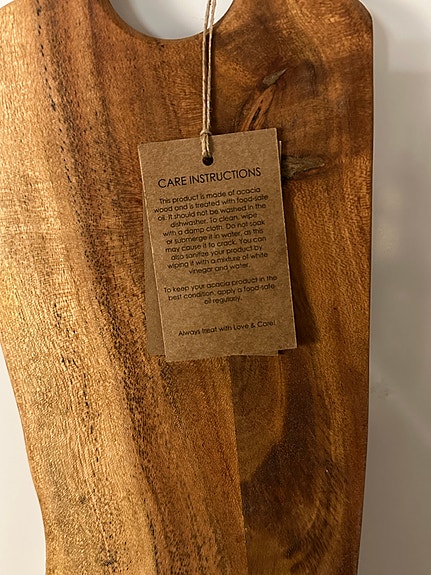 CARE INSTRUCTIONS
This product is made of acacia
wood and is treated with food-safe
oil. It should not be washed in the
dishwasher. To clean, wipe
with a damp cloth. Do not soak
or submerge it in water, as this
may cause it to crack. You can
also sanitize your product by
wiping it with a mixture of white
vinegar and water.
To keep your acacia product in the
best condition, apply a food-safe
oil regularly.
Always treat with Love & Care!